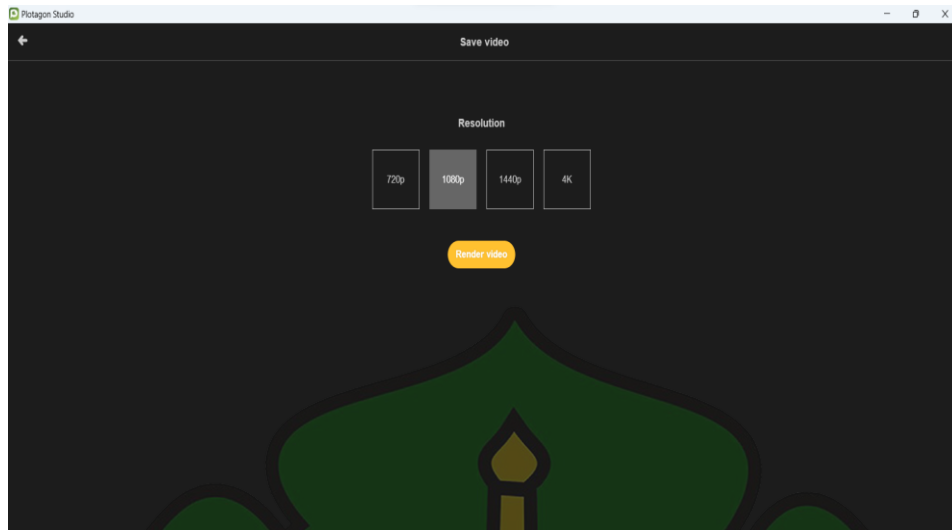 Plotagon Studio
Save video
Resolution
720p 1080p 1440p 4K
Render video